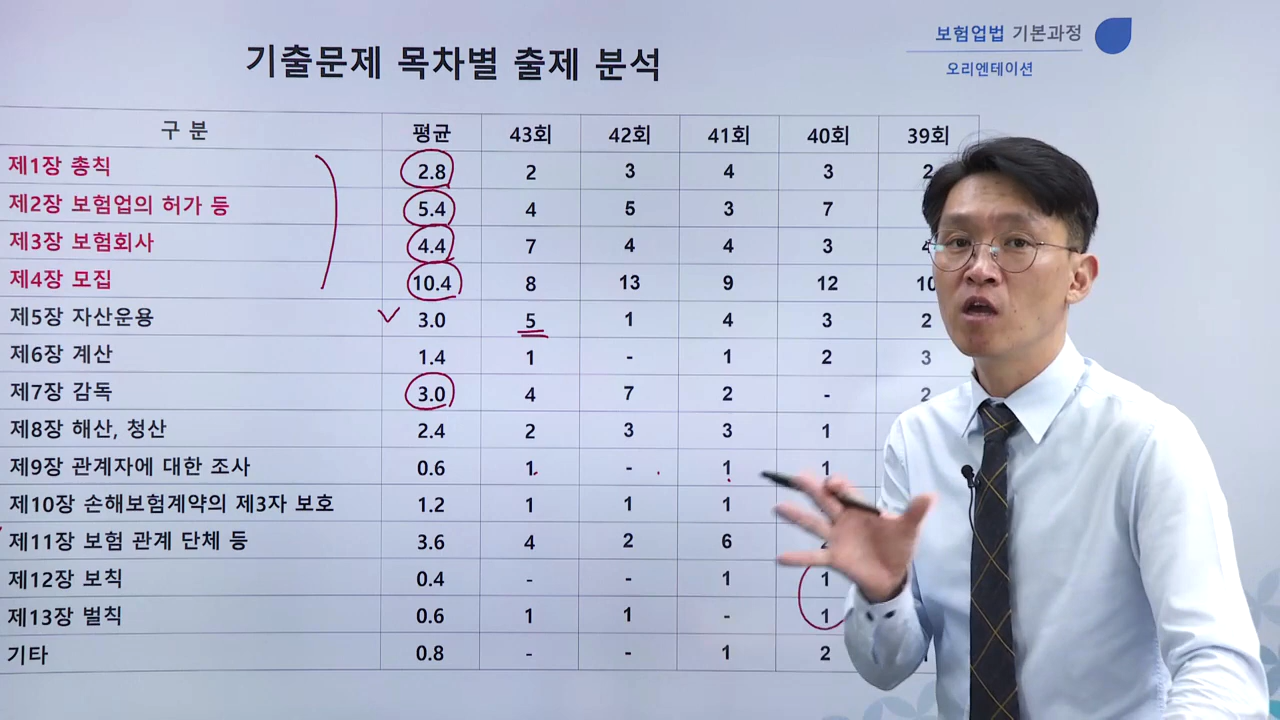 보험업법 기본과정
오리엔테이션
기출문제 목차별 출제 분석
구 분 평균 43회 42회 41회 40회 39회
제1장 총칙 2.8 2 3 4 3 2
제2장 보험업의 허가 등 5.4 4 5 3 7
제3장 보험회사 4.4 7 4 4 3 4
제4장 모집 10.4 8 13 9 12 10
제5장 자산운용 3.0 5 1 4 3 2
제6장 계산 1.4 1 - 1 2 3
제7장 감독 3.0 4 7 2 - 2
제8장 해산, 청산 2.4 2 3 3 1
제9장 관계자에 대한 조사 0.6 1 - 1 1
제10장 손해보험계약의 제3자 보호 1.2 1 1 1
제11장 보험 관계 단체 등 3.6 4 2 6
제12장 보칙 0.4 - - 1 1
제13장 벌칙 0.6 1 1 - 1
기타 0.8 - - 1 2